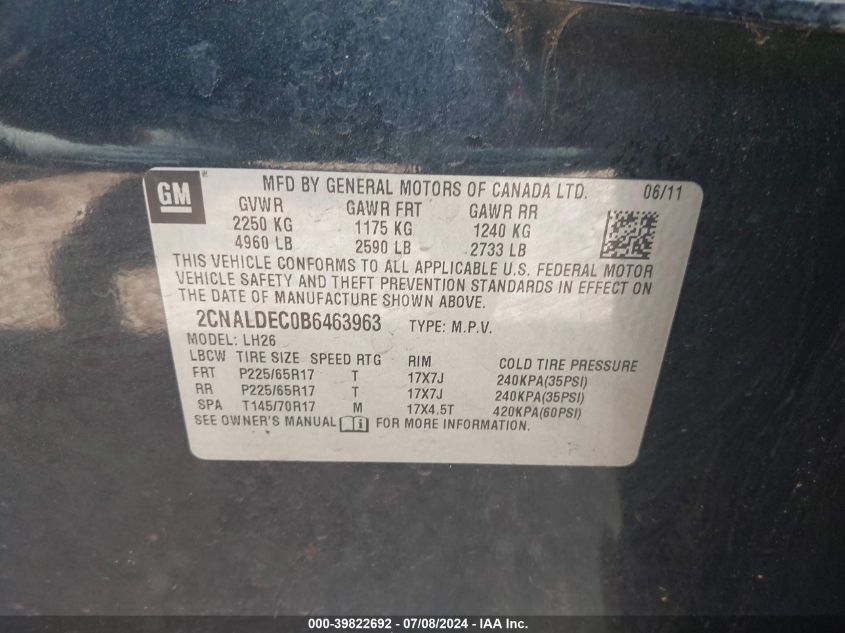 GM
MFD BY GENERAL MOTORS OF CANADA LTD. 06/11
GVWR GAWR FRT GAWR RR
2250 KG 1175 KG 1240 KG
4960 LB 2590 LB 2733 LB
THIS VEHICLE CONFORMS TO ALL APPLICABLE U.S. FEDERAL MOTOR
VEHICLE SAFETY AND THEFT PREVENTION STANDARDS IN EFFECT ON
THE DATE OF MANUFACTURE SHOWN ABOVE.
2CNALDEC0B6463963 TYPE: M.P.V.
MODEL: LH26
LBCW TIRE SIZE SPEED RTG RIM COLD TIRE PRESSURE
FRT P225/65R17 T 17X7J 240KPA(35PSI)
RR P225/65R17 T 17X7J 240KPA(35PSI)
SPA T145/70R17 M 17X4.5T 420KPA(60PSI)
SEE OWNER'S MANUAL i FOR MORE INFORMATION.
000-39822692 - 07/08/2024 - IAA Inc.